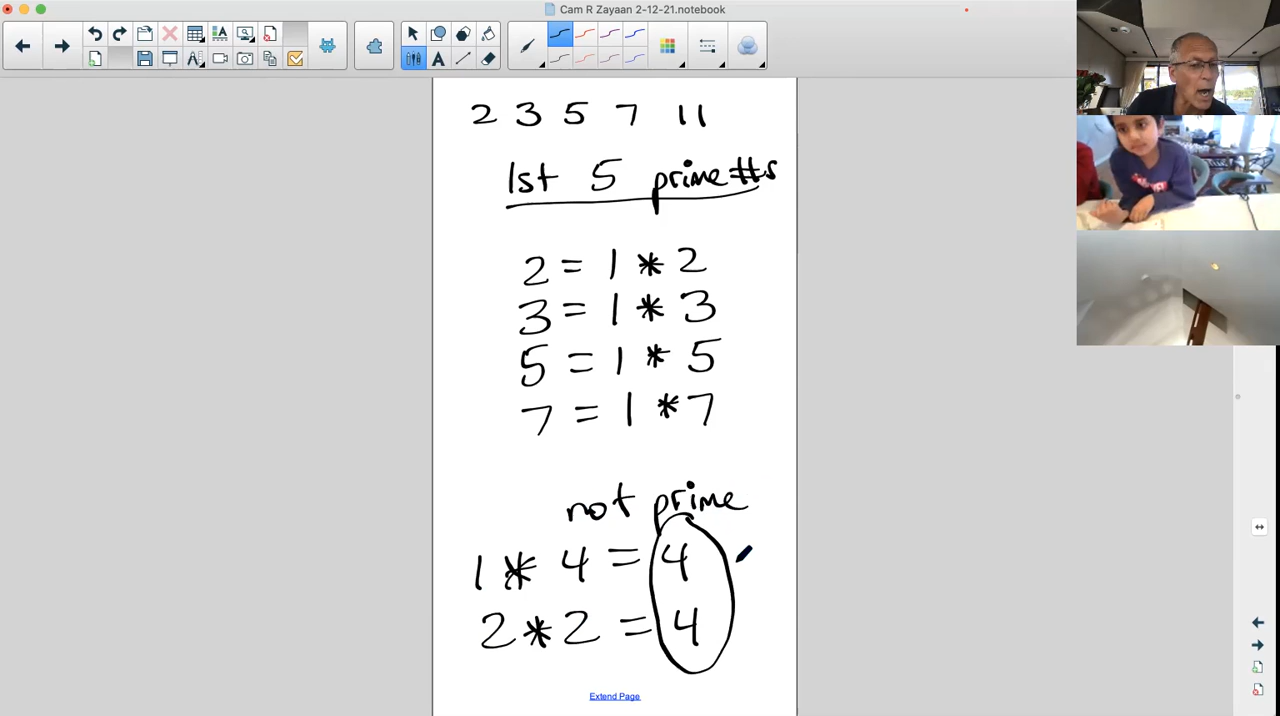 Cam R Zayaan 2-12-21.notebook
2 3 5 7 11
1st 5 prime #s
2 = 1 * 2
3 = 1 * 3
5 = 1 * 5
7 = 1 * 7
not prime
1 * 4 = 4
2 * 2 = 4
Extend Page